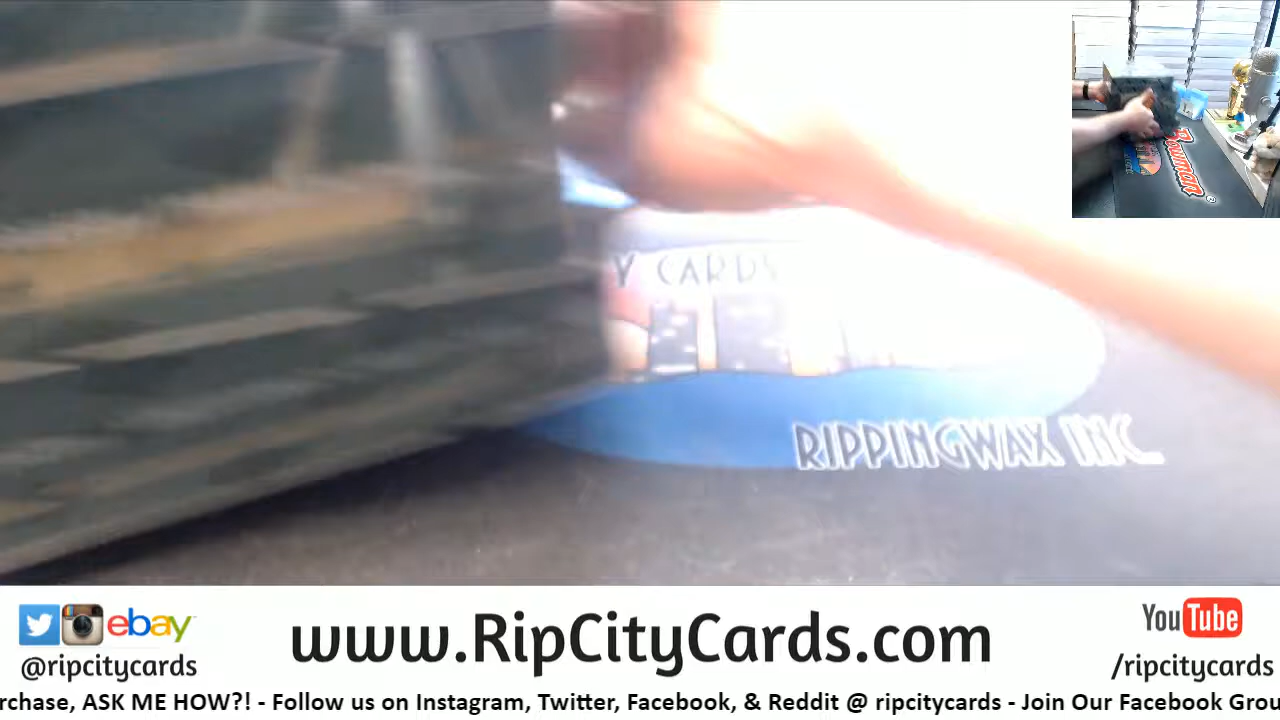 Bowman
Y CARDS
RIPPINGWAX INC.
ebay
@ripcitycards
www.RipCityCards.com
YouTube
/ripcitycards
rchase, ASK ME HOW?! - Follow us on Instagram, Twitter, Facebook, & Reddit @ ripcitycards - Join Our Facebook Grou